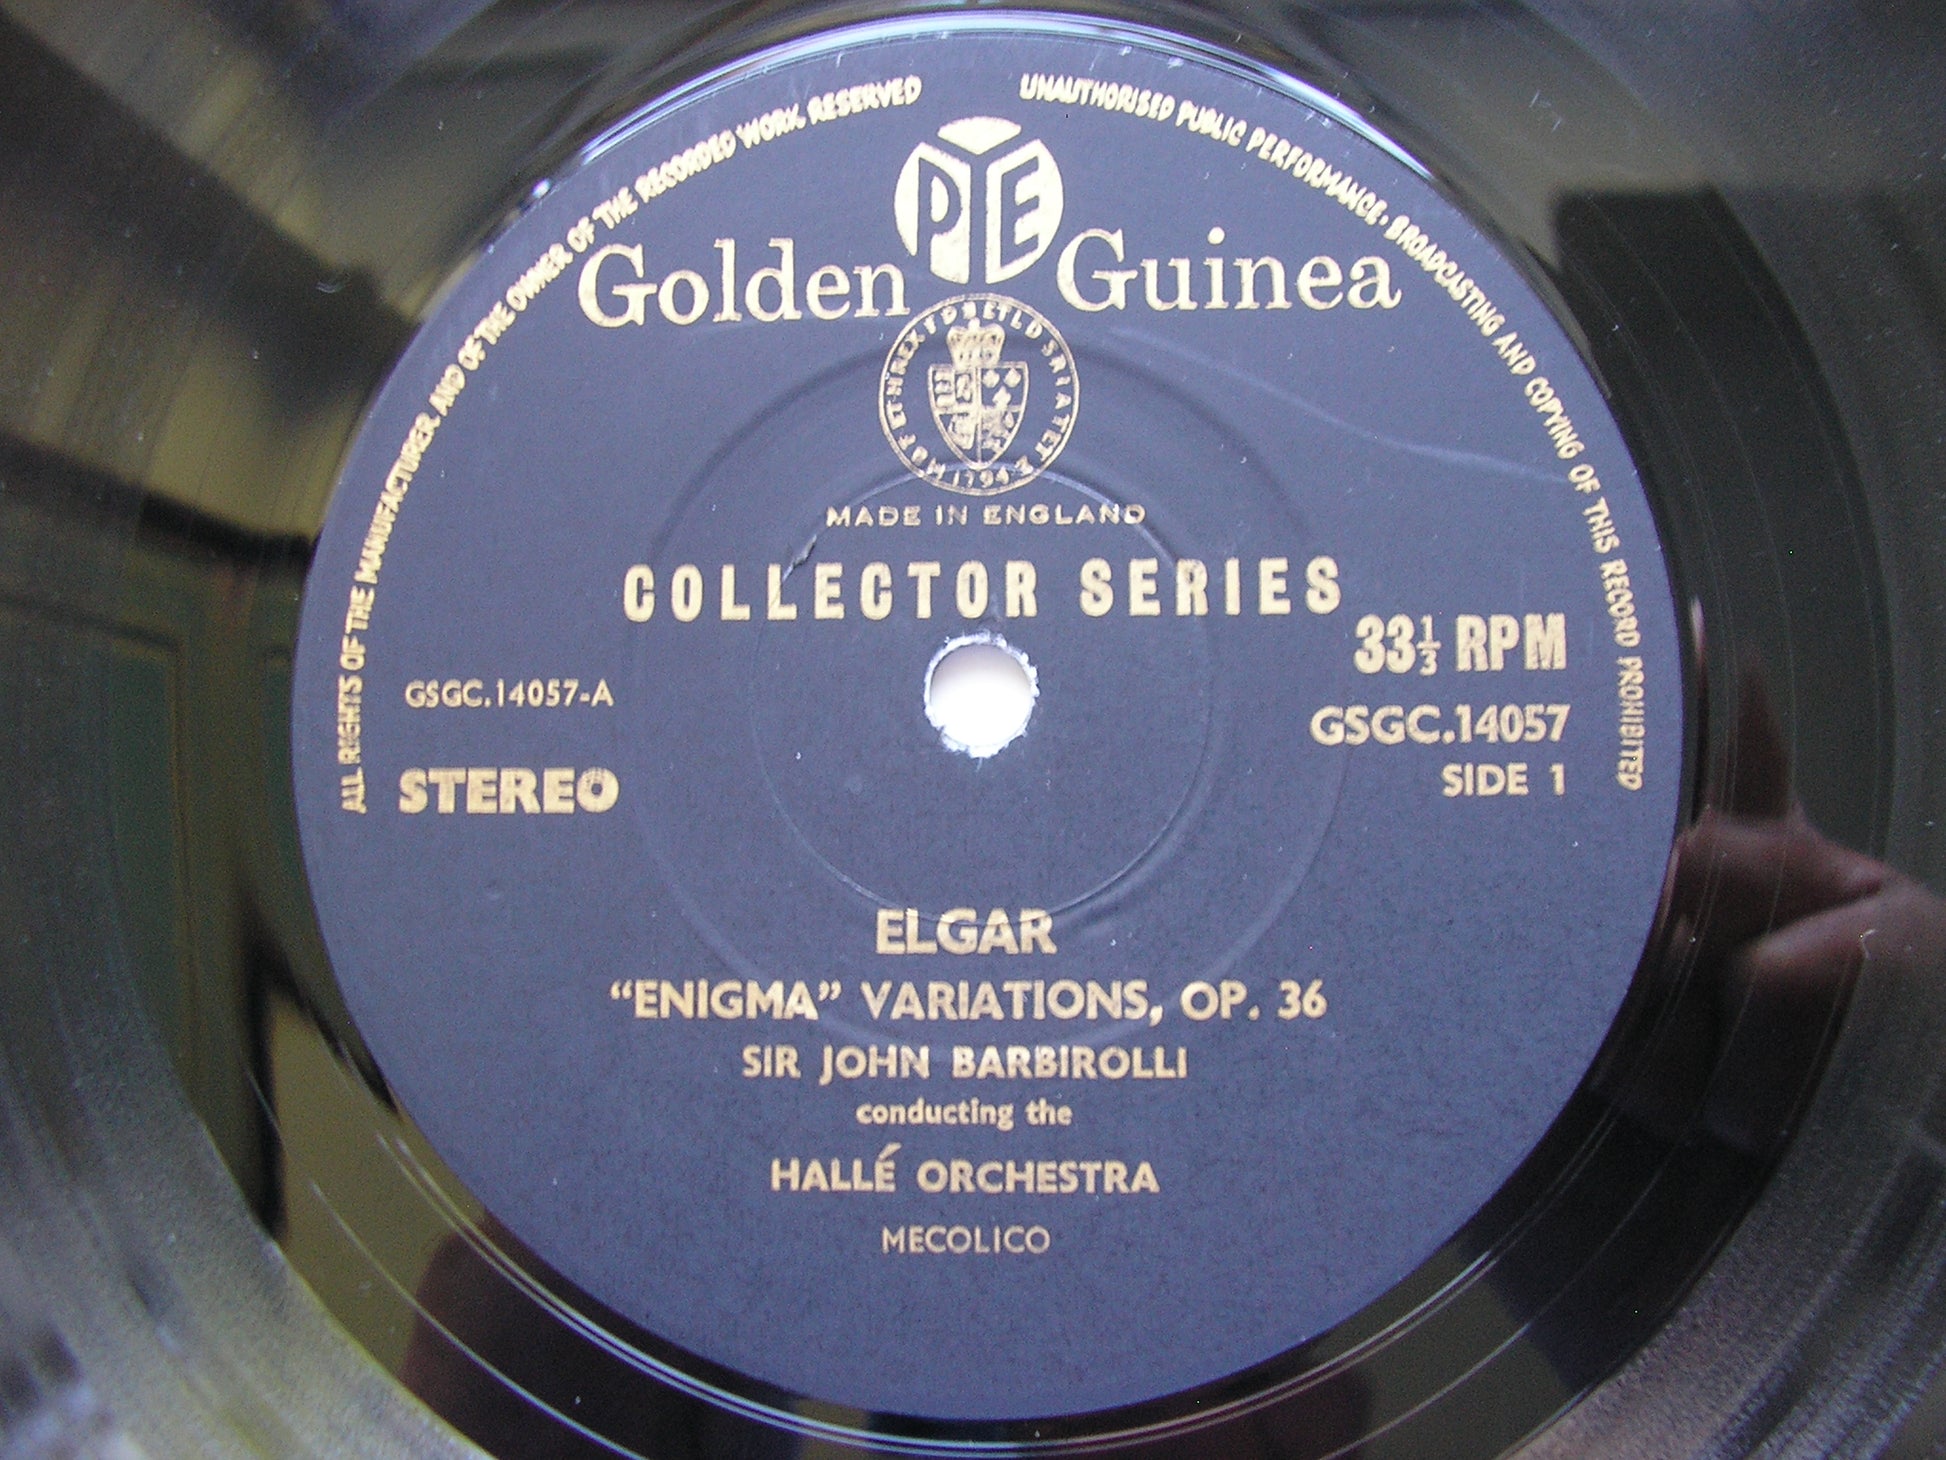 ALL RIGHTS OF THE MANUFACTURER, AND OF THE OWNER OF THE RECORDED WORK RESERVED
UNAUTHORISED PUBLIC PERFORMANCE, BROADCASTING AND COPYING OF THIS RECORD PROHIBITED
PYE
Golden Guinea
1794
MADE IN ENGLAND
COLLECTOR SERIES
33⅓ RPM
GSGC.14057-A
GSGC.14057
STEREO
SIDE 1
ELGAR
“ENIGMA” VARIATIONS, OP. 36
SIR JOHN BARBIROLLI
conducting the
HALLÉ ORCHESTRA
MECOLICO